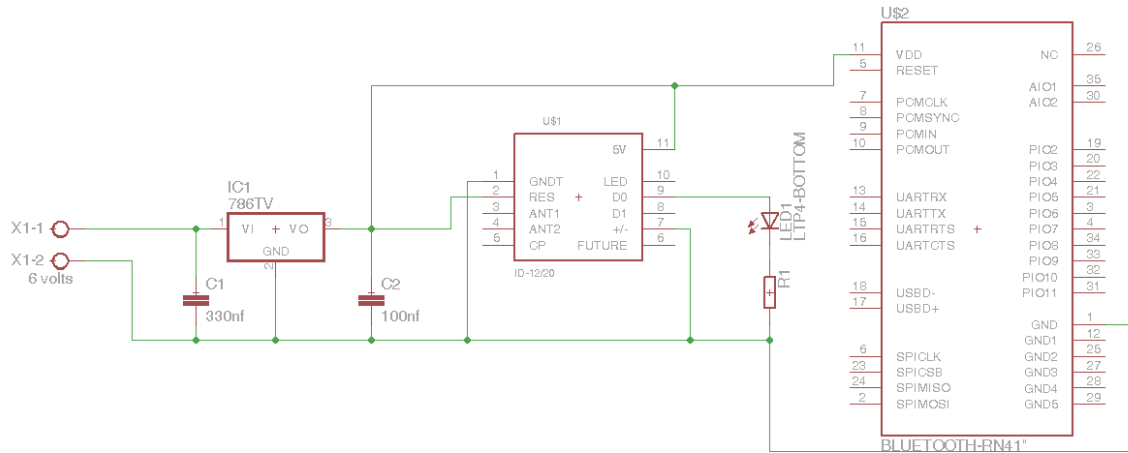 X1-1
X1-2
6 volts
IC1
786TV
1
VI
VO
3
GND
2
C1
330nf
C2
100nf
U$1
5V
11
1
GNDT
LED
10
2
RES
D0
9
3
ANT1
D1
8
4
ANT2
+/-
7
5
CP
FUTURE
6
ID-12/20
LED1
LTP4-BOTTOM
R1
U$2
11
VDD
NC
26
5
RESET
AIO1
35
AIO2
30
7
PCMCLK
8
PCMSYNC
9
PCMIN
10
PCMOUT
PIO2
19
PIO3
20
PIO4
22
13
UARTRX
PIO5
21
14
UARTTX
PIO6
3
15
UARTRTS
PIO7
4
16
UARTCTS
PIO8
34
PIO9
33
PIO10
32
18
USBD-
PIO11
31
17
USBD+
GND
1
GND1
12
6
SPICLK
GND2
25
23
SPICSB
GND3
27
24
SPIMISO
GND4
28
2
SPIMOSI
GND5
29
BLUETOOTH-RN41"